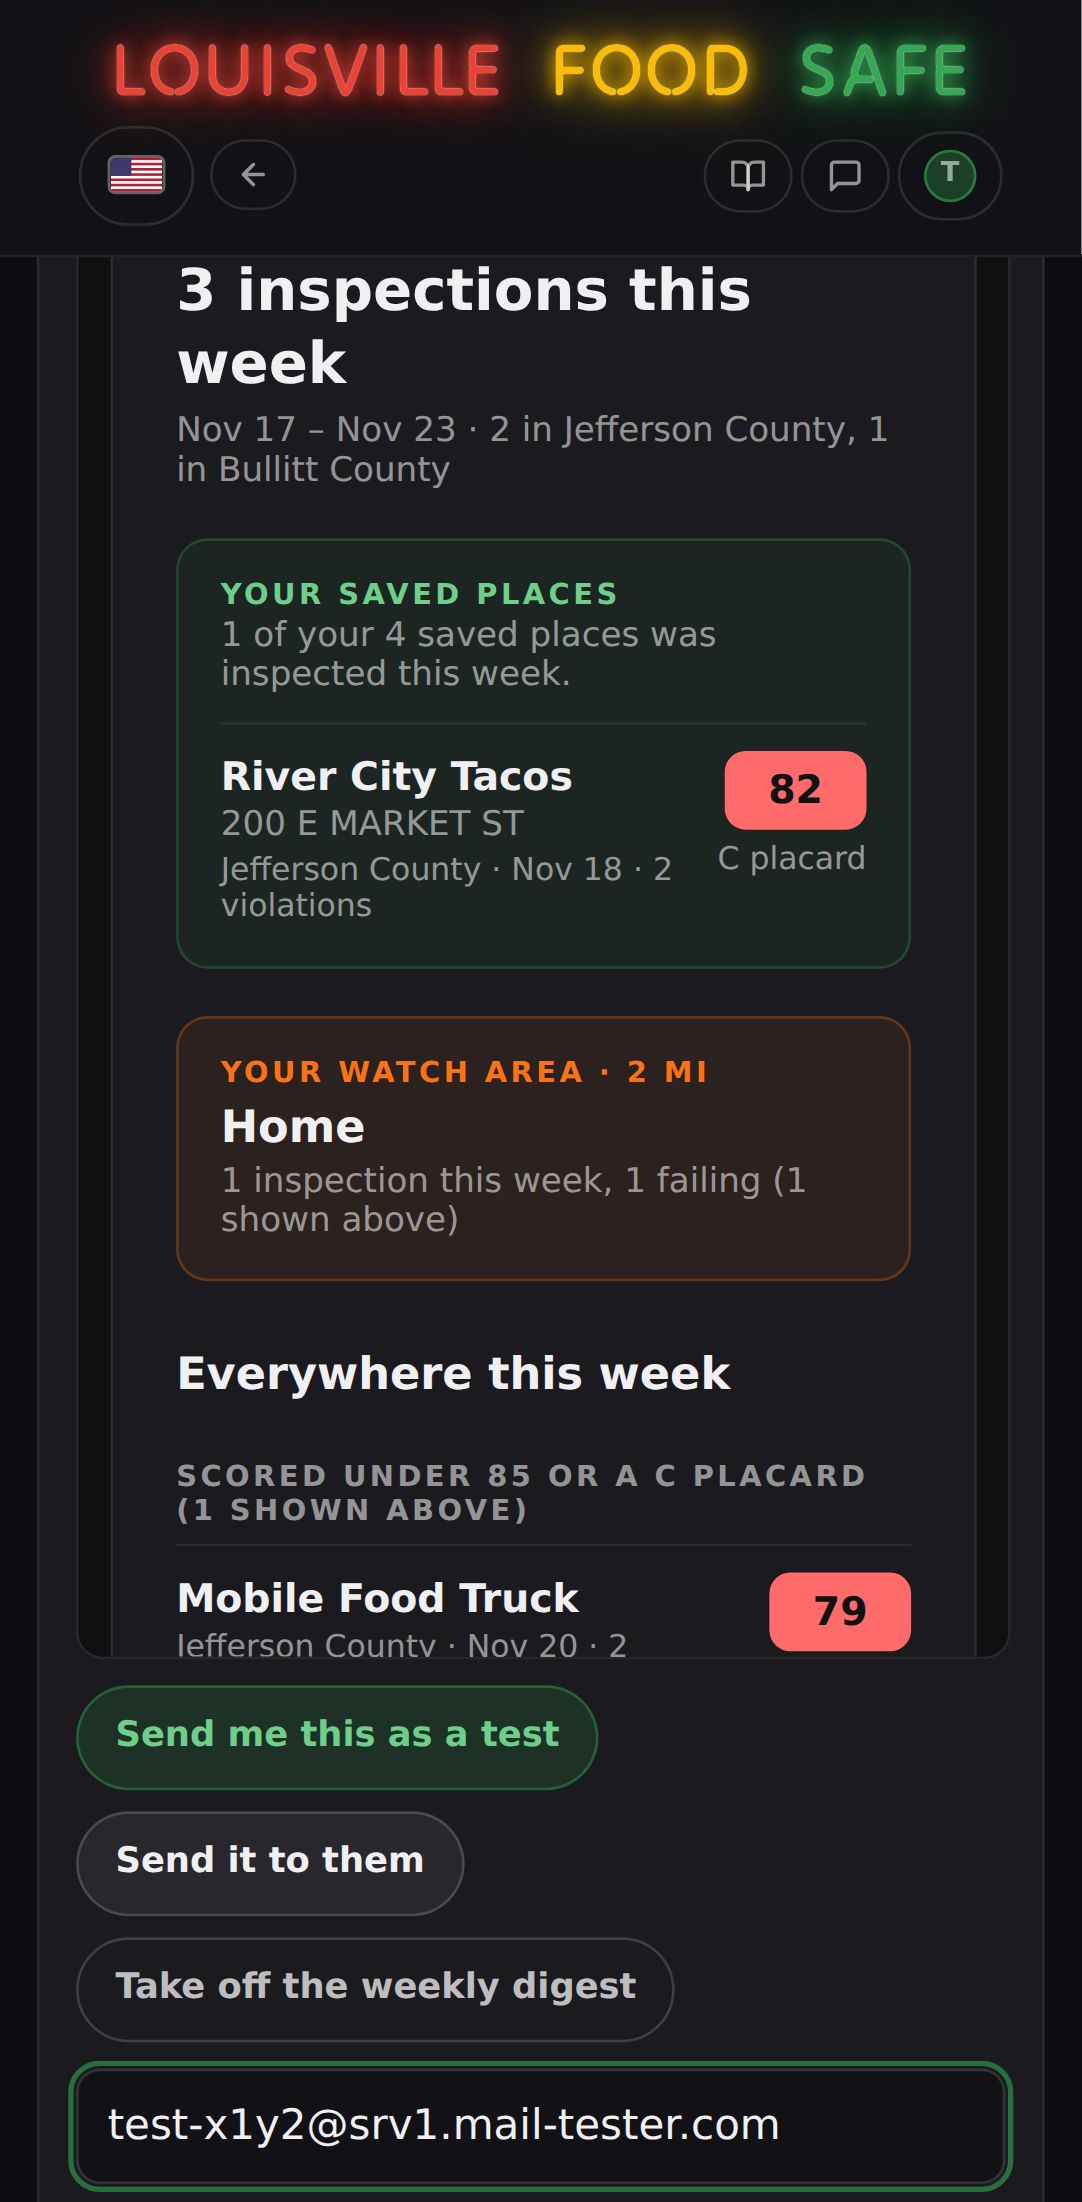 LOUISVILLE FOOD SAFE
T
3 inspections this
week
Nov 17 – Nov 23 · 2 in Jefferson County, 1
in Bullitt County
YOUR SAVED PLACES
1 of your 4 saved places was
inspected this week.
River City Tacos
82
200 E MARKET ST
C placard
Jefferson County · Nov 18 · 2
violations
YOUR WATCH AREA · 2 MI
Home
1 inspection this week, 1 failing (1
shown above)
Everywhere this week
SCORED UNDER 85 OR A C PLACARD
(1 SHOWN ABOVE)
Mobile Food Truck
79
Jefferson County · Nov 20 · 2
Send me this as a test
Send it to them
Take off the weekly digest
test-x1y2@srv1.mail-tester.com